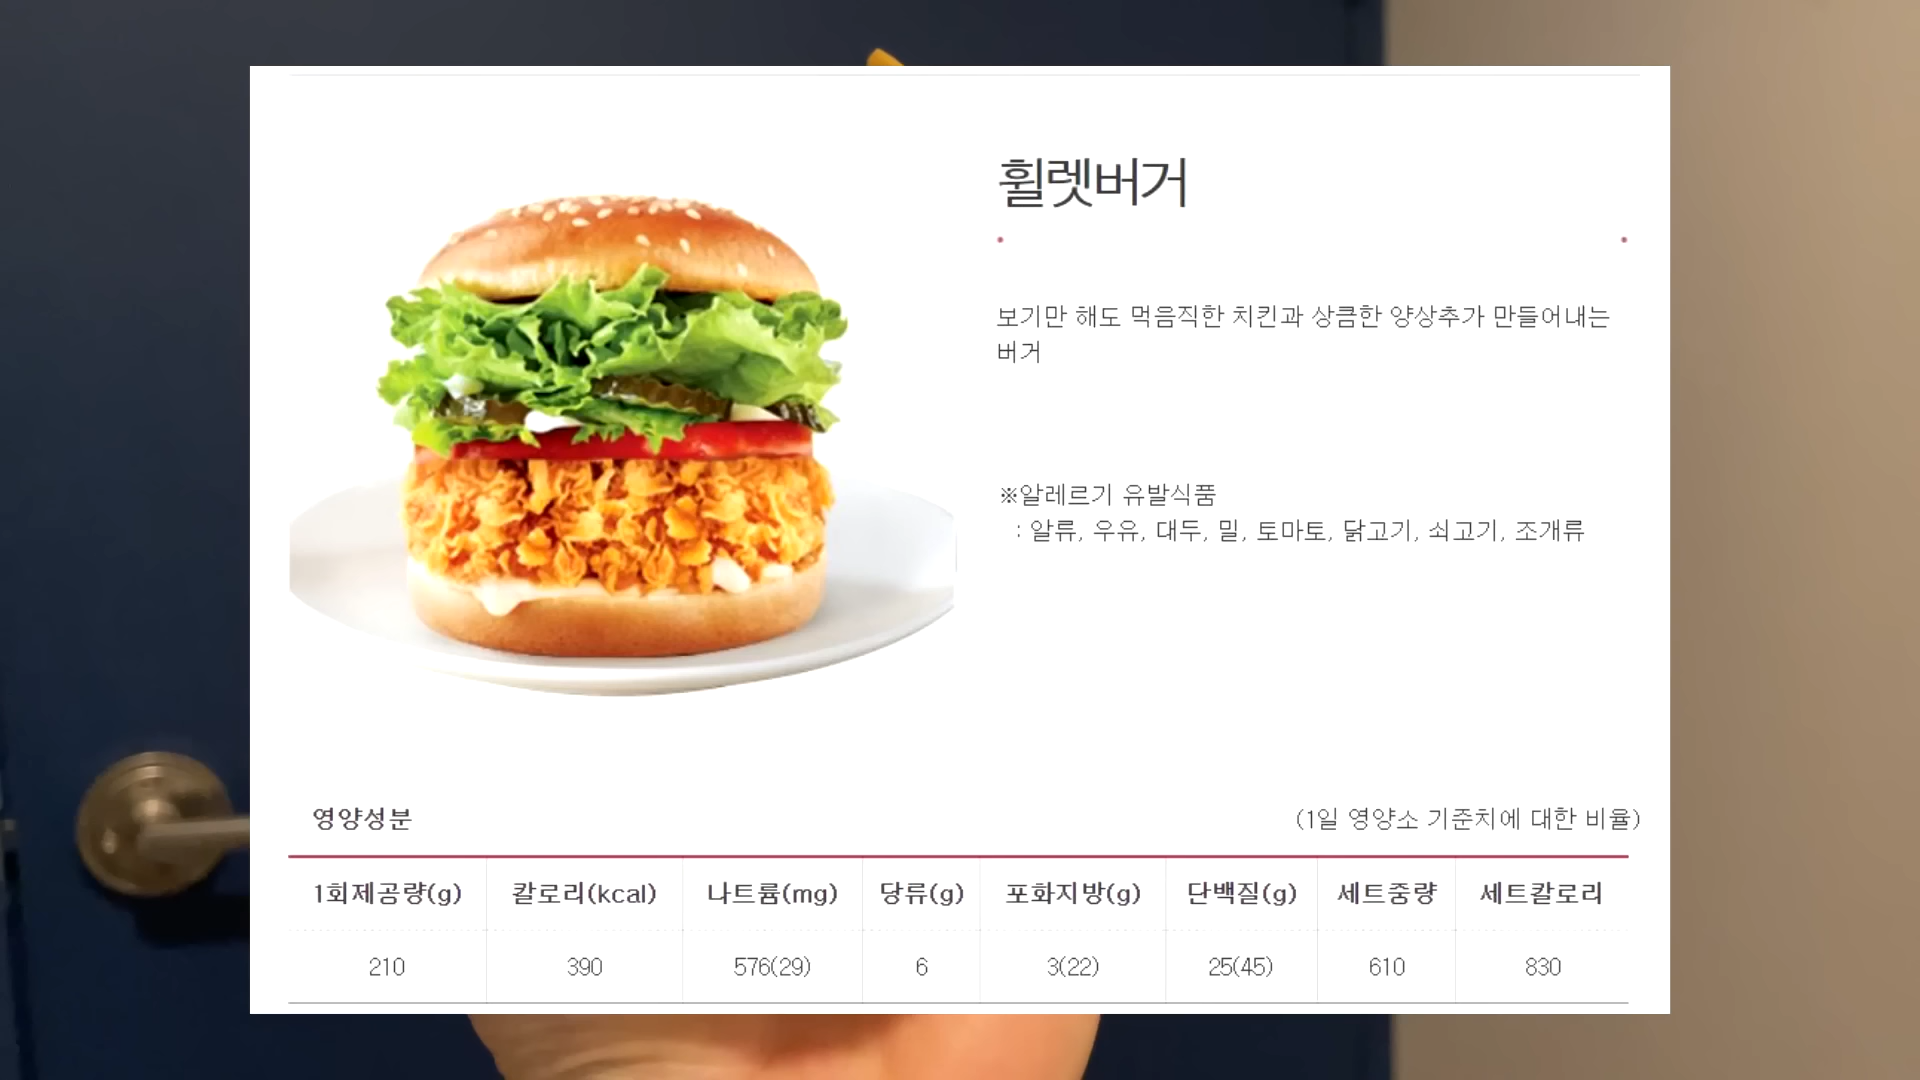 휠렛버거
보기만 해도 먹음직한 치킨과 상큼한 양상추가 만들어내는
버거
※알레르기 유발식품
: 알류, 우유, 대두, 밀, 토마토, 닭고기, 쇠고기, 조개류
영양성분
(1일 영양소 기준치에 대한 비율)
1회제공량(g) 칼로리(kcal) 나트륨(mg) 당류(g) 포화지방(g) 단백질(g) 세트중량 세트칼로리
210 390 576(29) 6 3(22) 25(45) 610 830